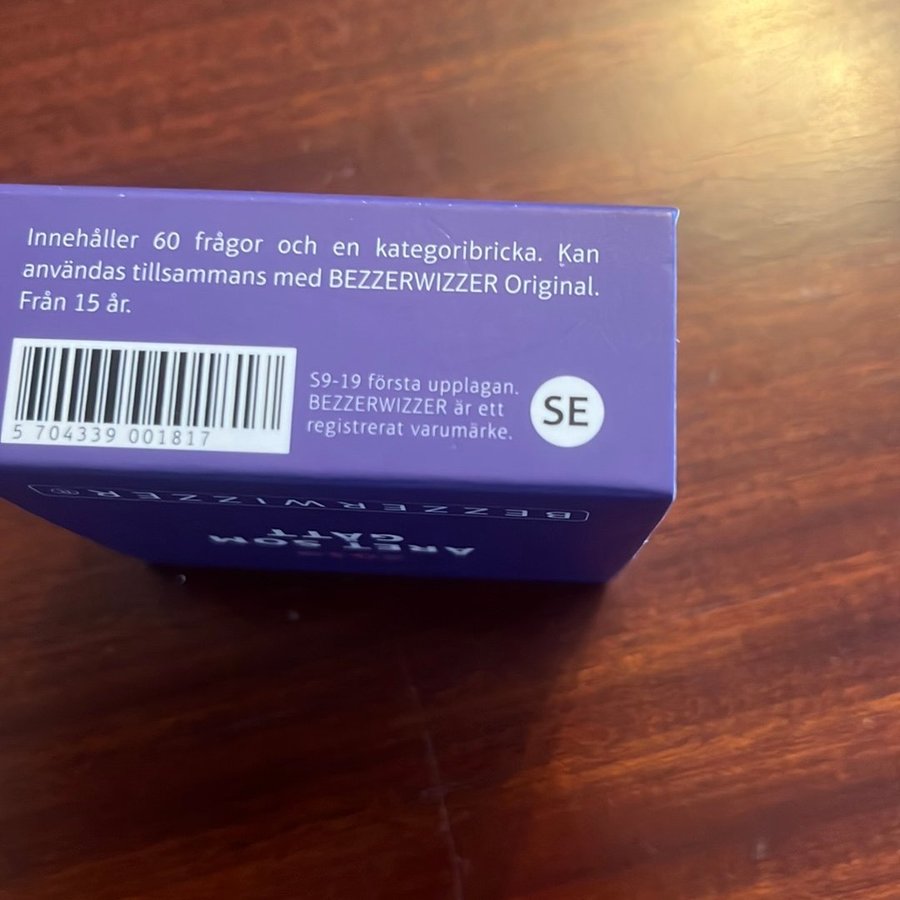 Innehåller 60 frågor och en kategoribricka. Kan
användas tillsammans med BEZZERWIZZER Original.
Från 15 år.
5 704339 001817
S9-19 första upplagan.
BEZZERWIZZER är ett
registrerat varumärke.
SE
BEZZERWIZZER®
ÅRET SOM
GÅTT